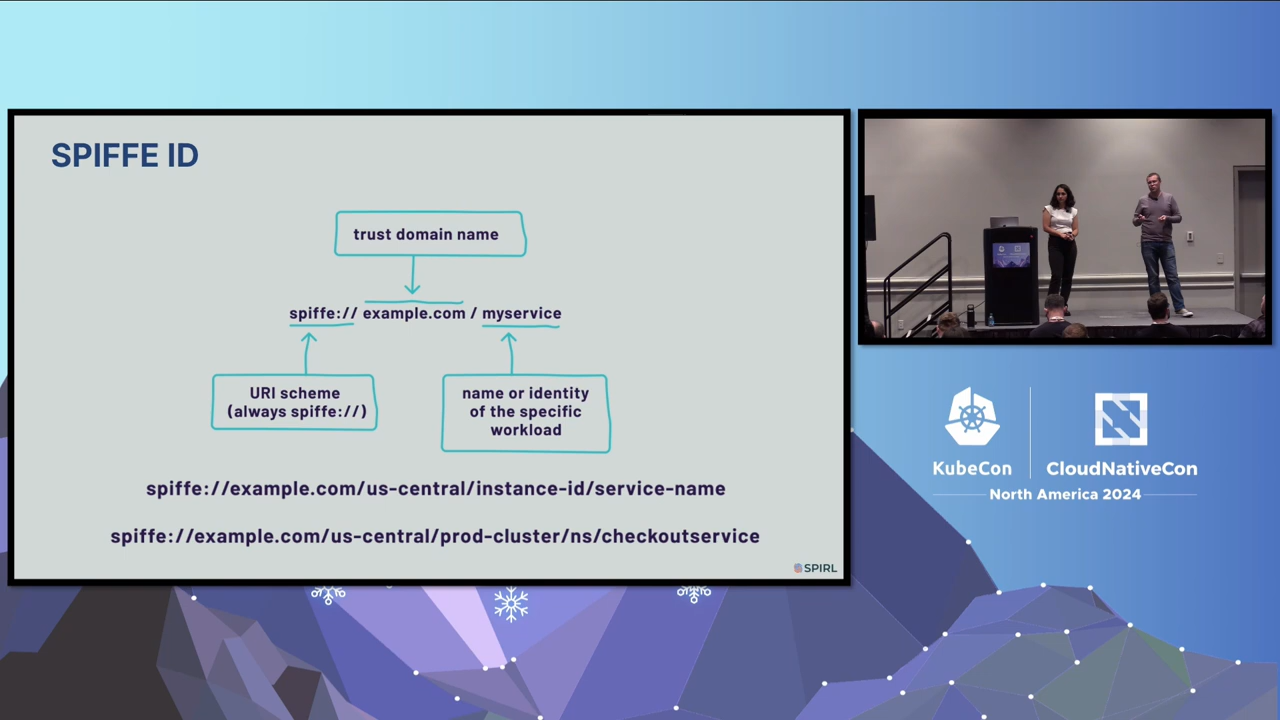 SPIFFE ID
trust domain name
spiffe:// example.com / myservice
URI scheme
(always spiffe://)
name or identity
of the specific
workload
spiffe://example.com/us-central/instance-id/service-name
spiffe://example.com/us-central/prod-cluster/ns/checkoutservice
SPIRL
KubeCon
CloudNativeCon
North America 2024